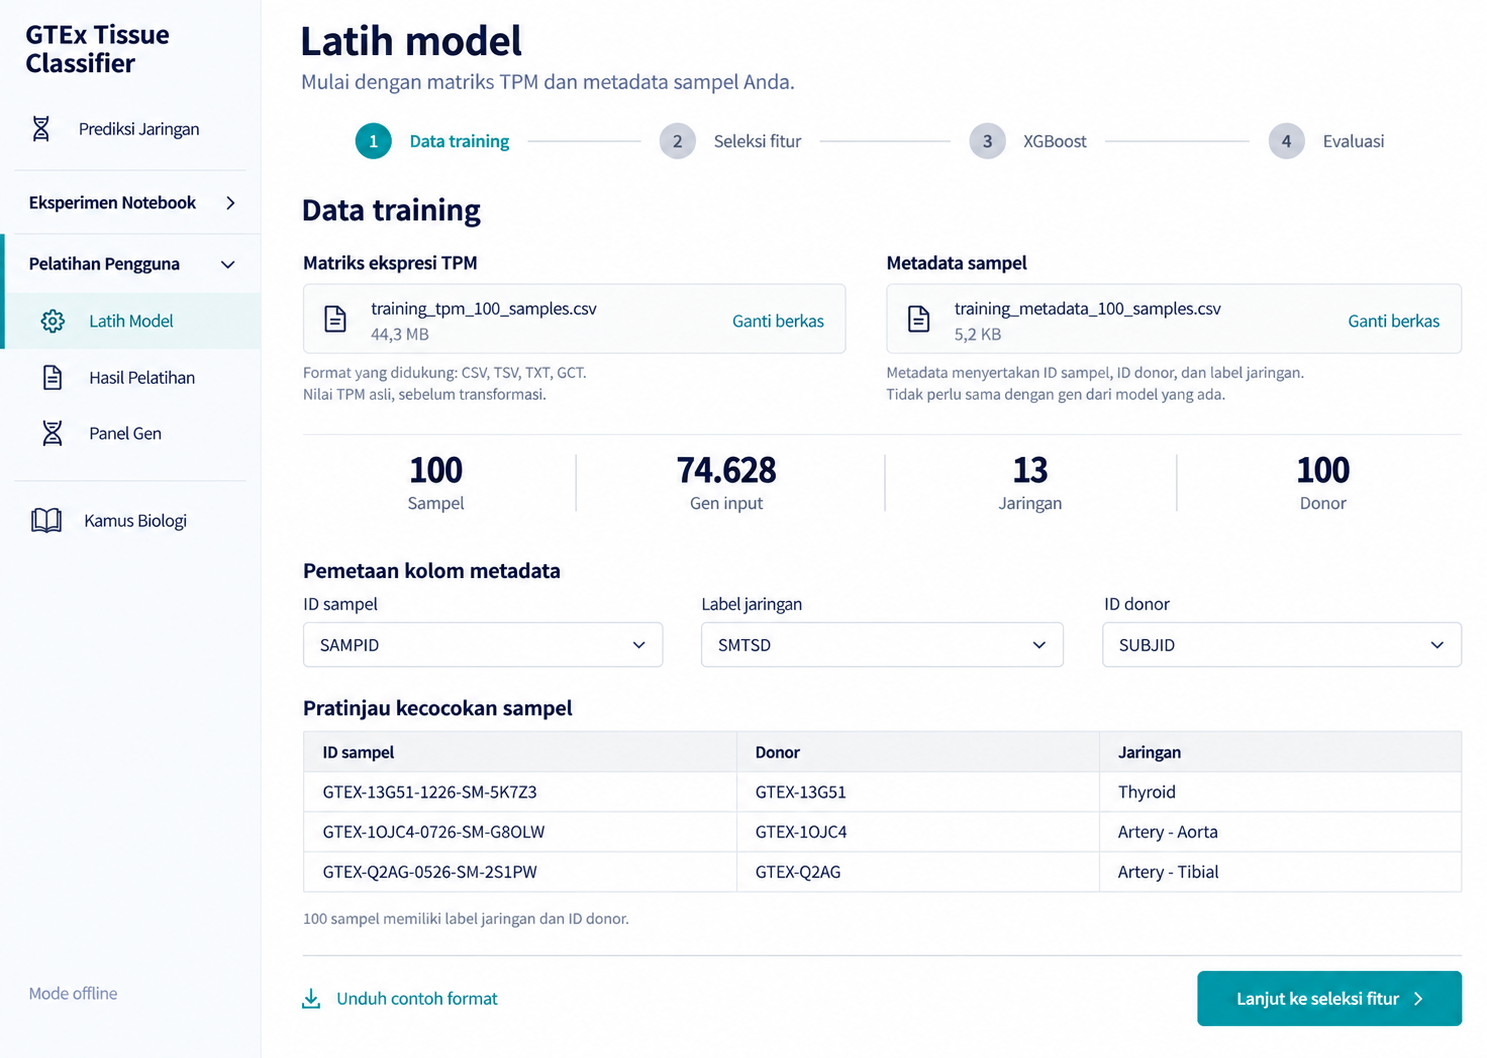 GTEx Tissue
Classifier
Prediksi Jaringan
Eksperimen Notebook
Pelatihan Pengguna
Latih Model
Hasil Pelatihan
Panel Gen
Kamus Biologi
Mode offline
Latih model
Mulai dengan matriks TPM dan metadata sampel Anda.
1 Data training 2 Seleksi fitur 3 XGBoost 4 Evaluasi
Data training
Matriks ekspresi TPM
training_tpm_100_samples.csv
44,3 MB
Ganti berkas
Format yang didukung: CSV, TSV, TXT, GCT.
Nilai TPM asli, sebelum transformasi.
Metadata sampel
training_metadata_100_samples.csv
5,2 KB
Ganti berkas
Metadata menyertakan ID sampel, ID donor, dan label jaringan.
Tidak perlu sama dengan gen dari model yang ada.
100
Sampel
74.628
Gen input
13
Jaringan
100
Donor
Pemetaan kolom metadata
ID sampel
SAMPID
Label jaringan
SMTSD
ID donor
SUBJID
Pratinjau kecocokan sampel
ID sampel Donor Jaringan
GTEX-13G51-1226-SM-5K7Z3 GTEX-13G51 Thyroid
GTEX-1OJC4-0726-SM-G8OLW GTEX-1OJC4 Artery - Aorta
GTEX-Q2AG-0526-SM-2S1PW GTEX-Q2AG Artery - Tibial
100 sampel memiliki label jaringan dan ID donor.
Unduh contoh format
Lanjut ke seleksi fitur